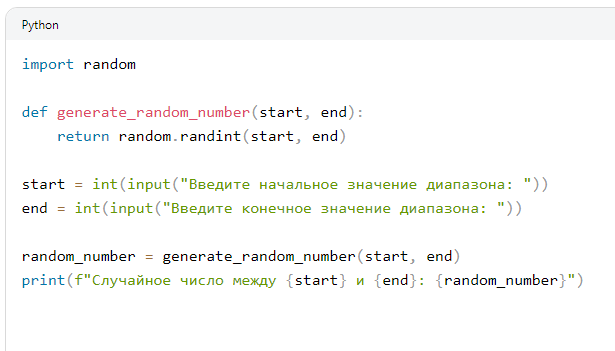 Python
import random
def generate_random_number(start, end):
    return random.randint(start, end)
start = int(input("Введите начальное значение диапазона: "))
end = int(input("Введите конечное значение диапазона: "))
random_number = generate_random_number(start, end)
print(f"Случайное число между {start} и {end}: {random_number}")